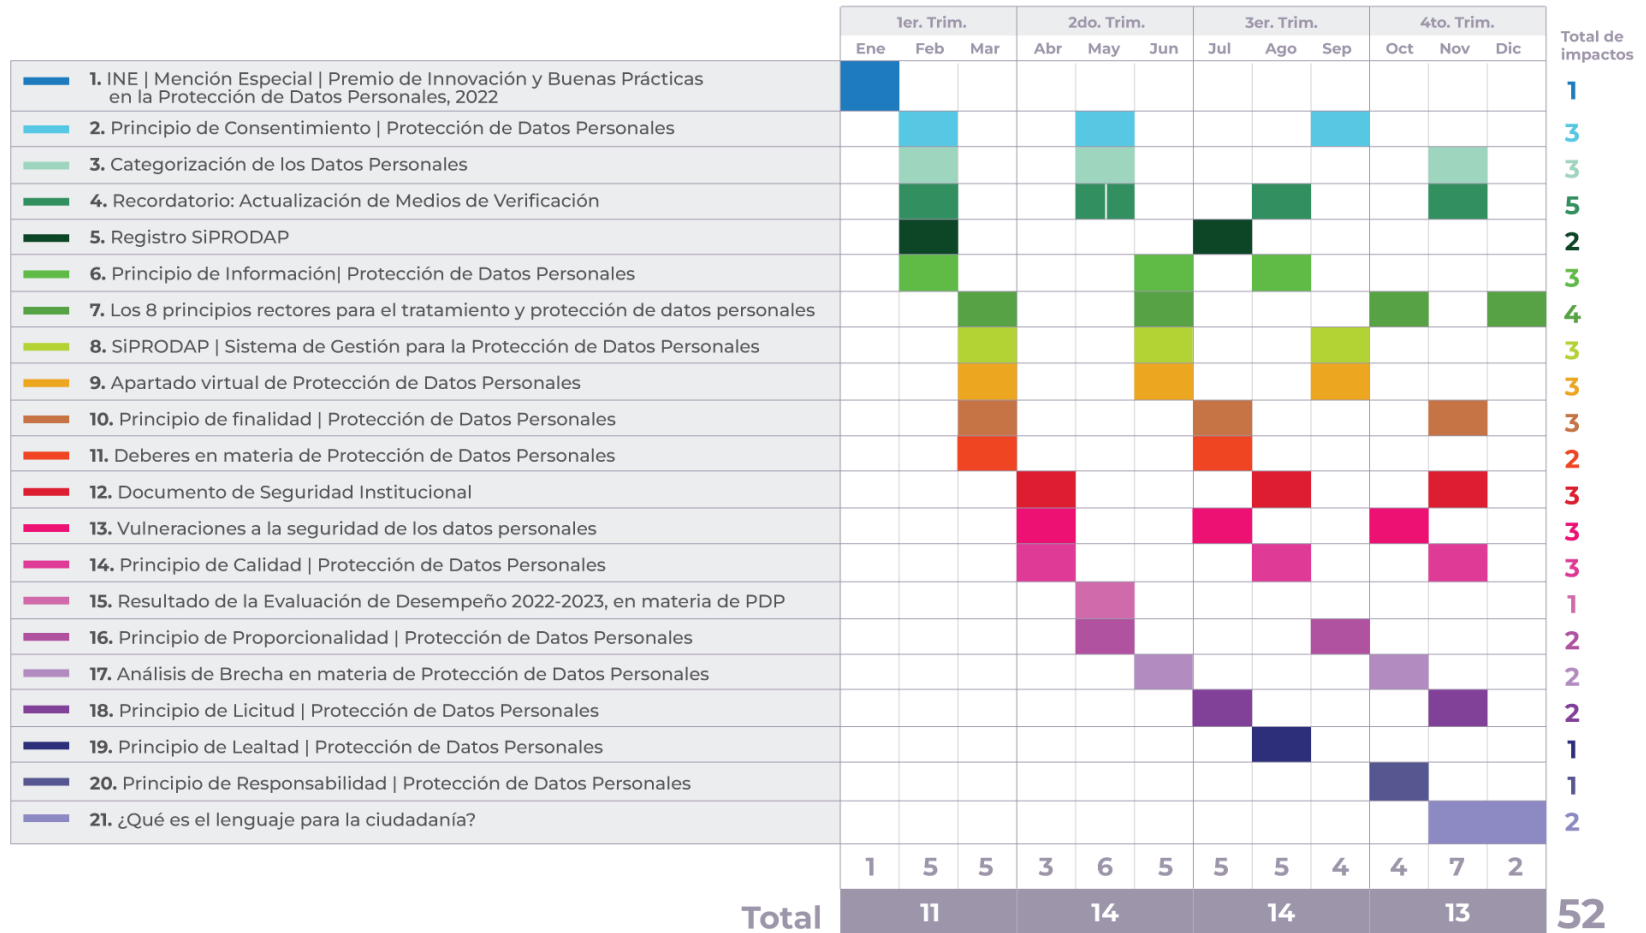 1er. Trim. 2do. Trim. 3er. Trim. 4to. Trim.
Ene Feb Mar Abr May Jun Jul Ago Sep Oct Nov Dic
Total de
impactos
1. INE | Mención Especial | Premio de Innovación y Buenas Prácticas
en la Protección de Datos Personales, 2022 1
2. Principio de Consentimiento | Protección de Datos Personales 3
3. Categorización de los Datos Personales 3
4. Recordatorio: Actualización de Medios de Verificación 5
5. Registro SiPRODAP 2
6. Principio de Información| Protección de Datos Personales 3
7. Los 8 principios rectores para el tratamiento y protección de datos personales 4
8. SiPRODAP | Sistema de Gestión para la Protección de Datos Personales 3
9. Apartado virtual de Protección de Datos Personales 3
10. Principio de finalidad | Protección de Datos Personales 3
11. Deberes en materia de Protección de Datos Personales 2
12. Documento de Seguridad Institucional 3
13. Vulneraciones a la seguridad de los datos personales 3
14. Principio de Calidad | Protección de Datos Personales 3
15. Resultado de la Evaluación de Desempeño 2022-2023, en materia de PDP 1
16. Principio de Proporcionalidad | Protección de Datos Personales 2
17. Análisis de Brecha en materia de Protección de Datos Personales 2
18. Principio de Licitud | Protección de Datos Personales 2
19. Principio de Lealtad | Protección de Datos Personales 1
20. Principio de Responsabilidad | Protección de Datos Personales 1
21. ¿Qué es el lenguaje para la ciudadanía? 2
1 5 5 3 6 5 5 5 4 4 7 2
Total 11 14 14 13 52